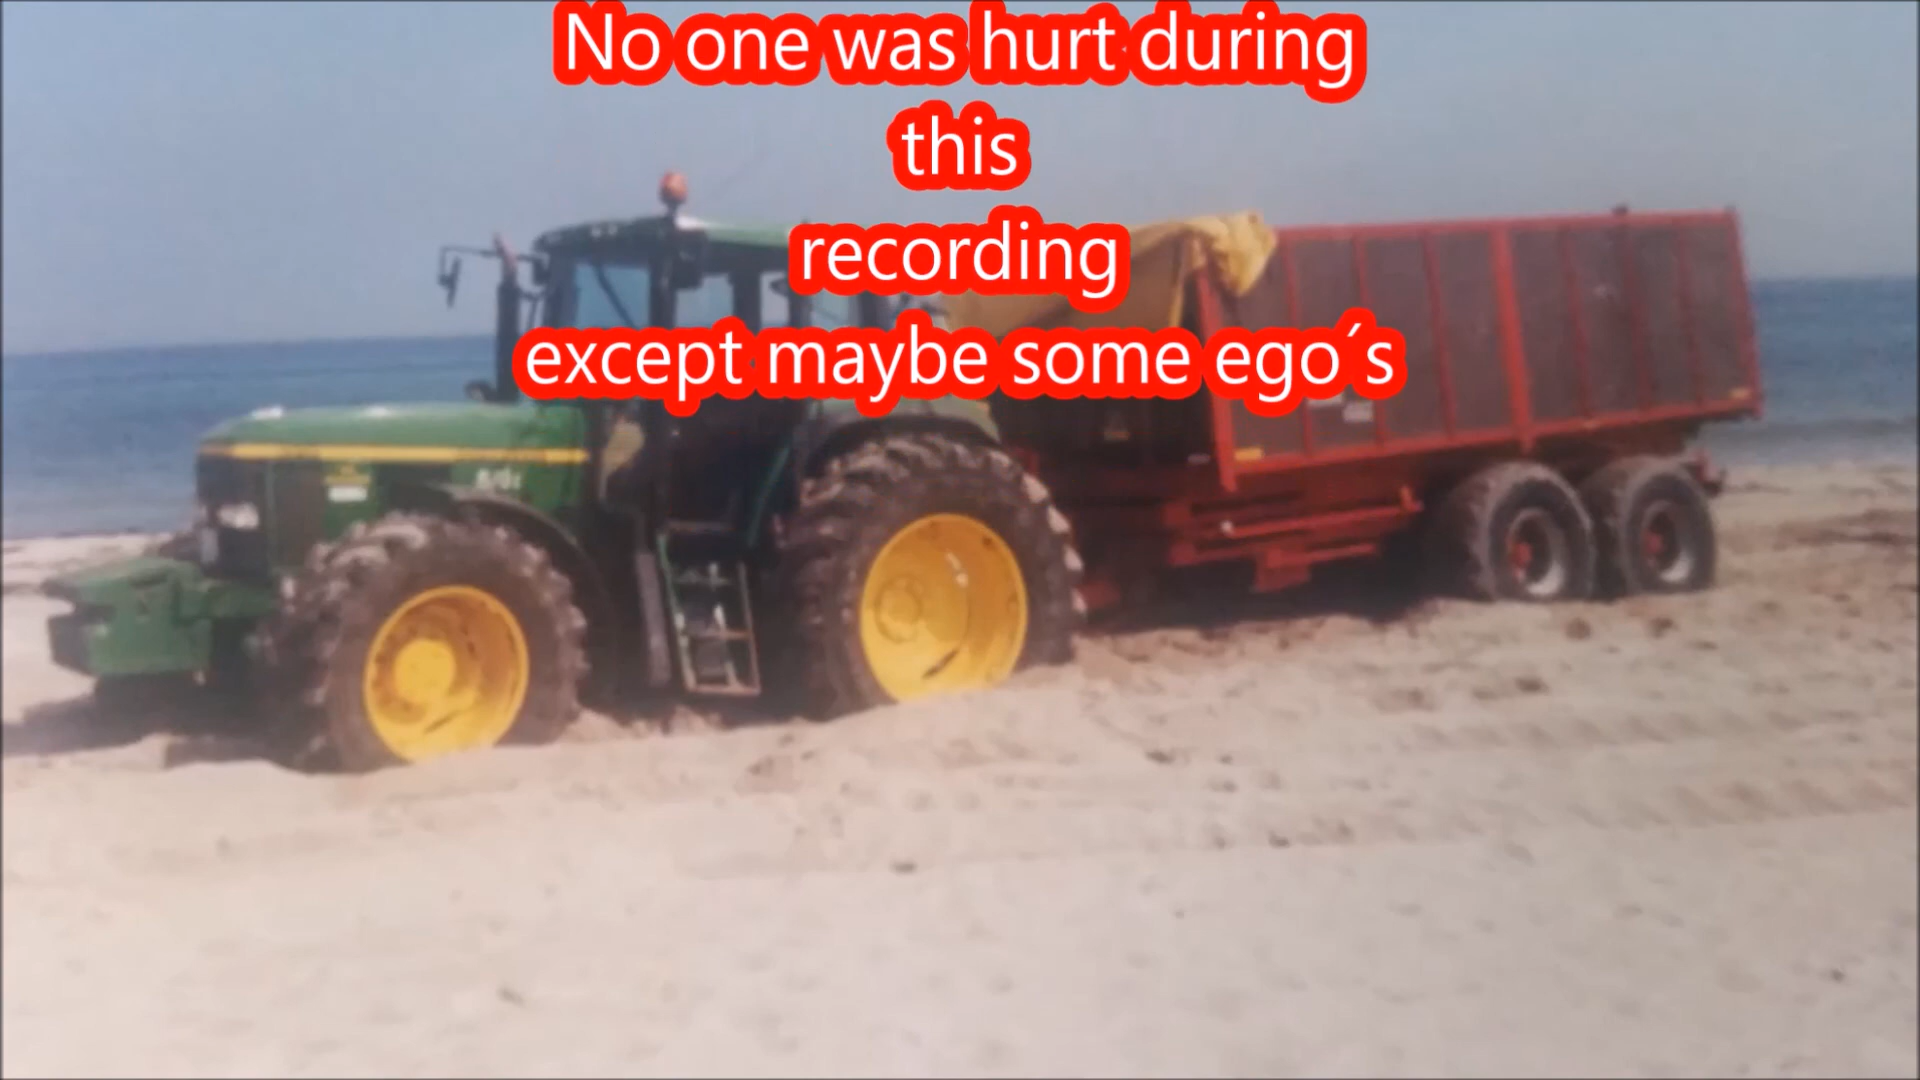 No one was hurt during
this
recording
except maybe some ego´s